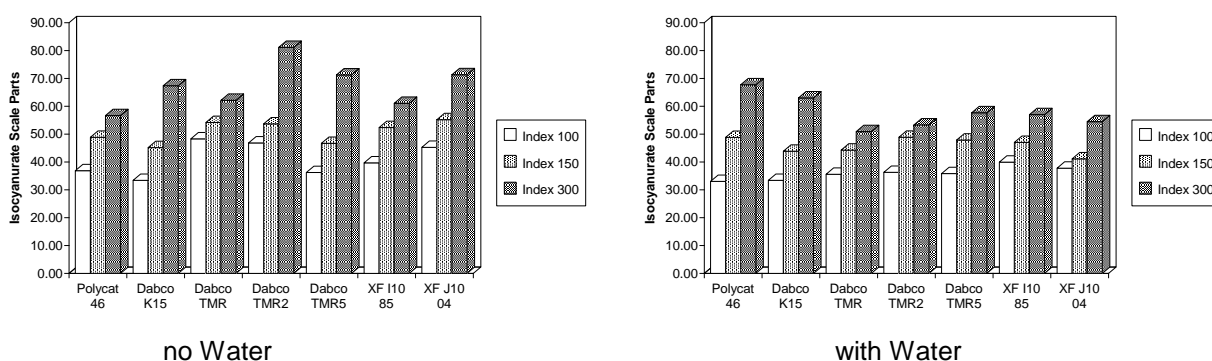 90.00
80.00
70.00
60.00
50.00
40.00
30.00
20.00
10.00
0.00
Isocyanurate Scale Parts
Polycat 46
Dabco K15
Dabco TMR
Dabco TMR2
Dabco TMR5
XF I10 85
XF J10 04
Index 100
Index 150
Index 300
no Water
90.00
80.00
70.00
60.00
50.00
40.00
30.00
20.00
10.00
0.00
Isocyanurate Scale Parts
Polycat 46
Dabco K15
Dabco TMR
Dabco TMR2
Dabco TMR5
XF I10 85
XF J10 04
Index 100
Index 150
Index 300
with Water